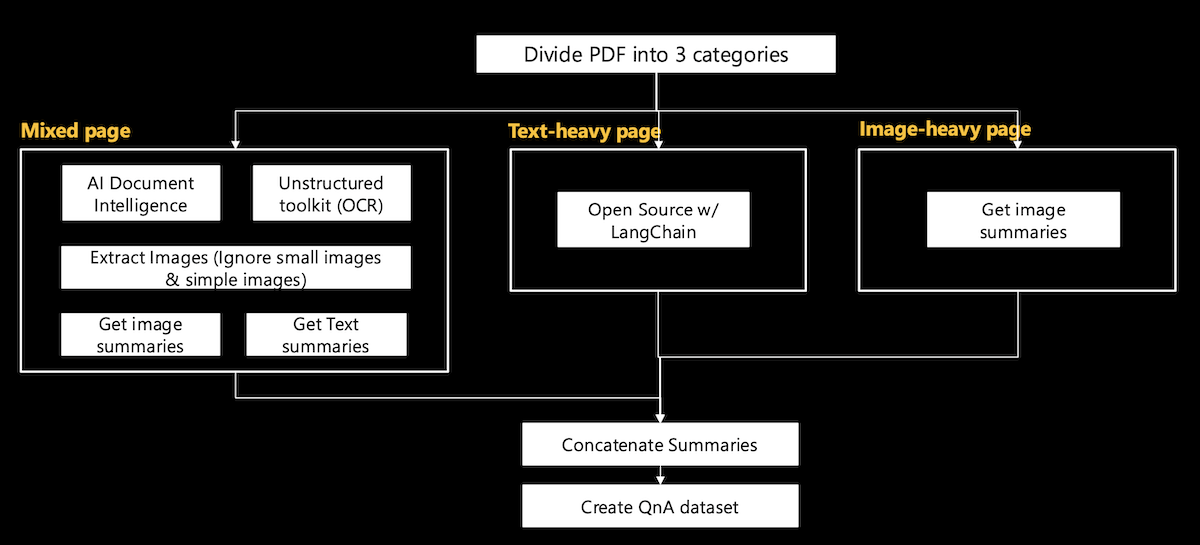 Divide PDF into 3 categories
Mixed page
AI Document
Intelligence
Unstructured
toolkit (OCR)
Extract Images (Ignore small images
& simple images)
Get image
summaries
Get Text
summaries
Text-heavy page
Open Source w/
LangChain
Image-heavy page
Get image
summaries
Concatenate Summaries
Create QnA dataset